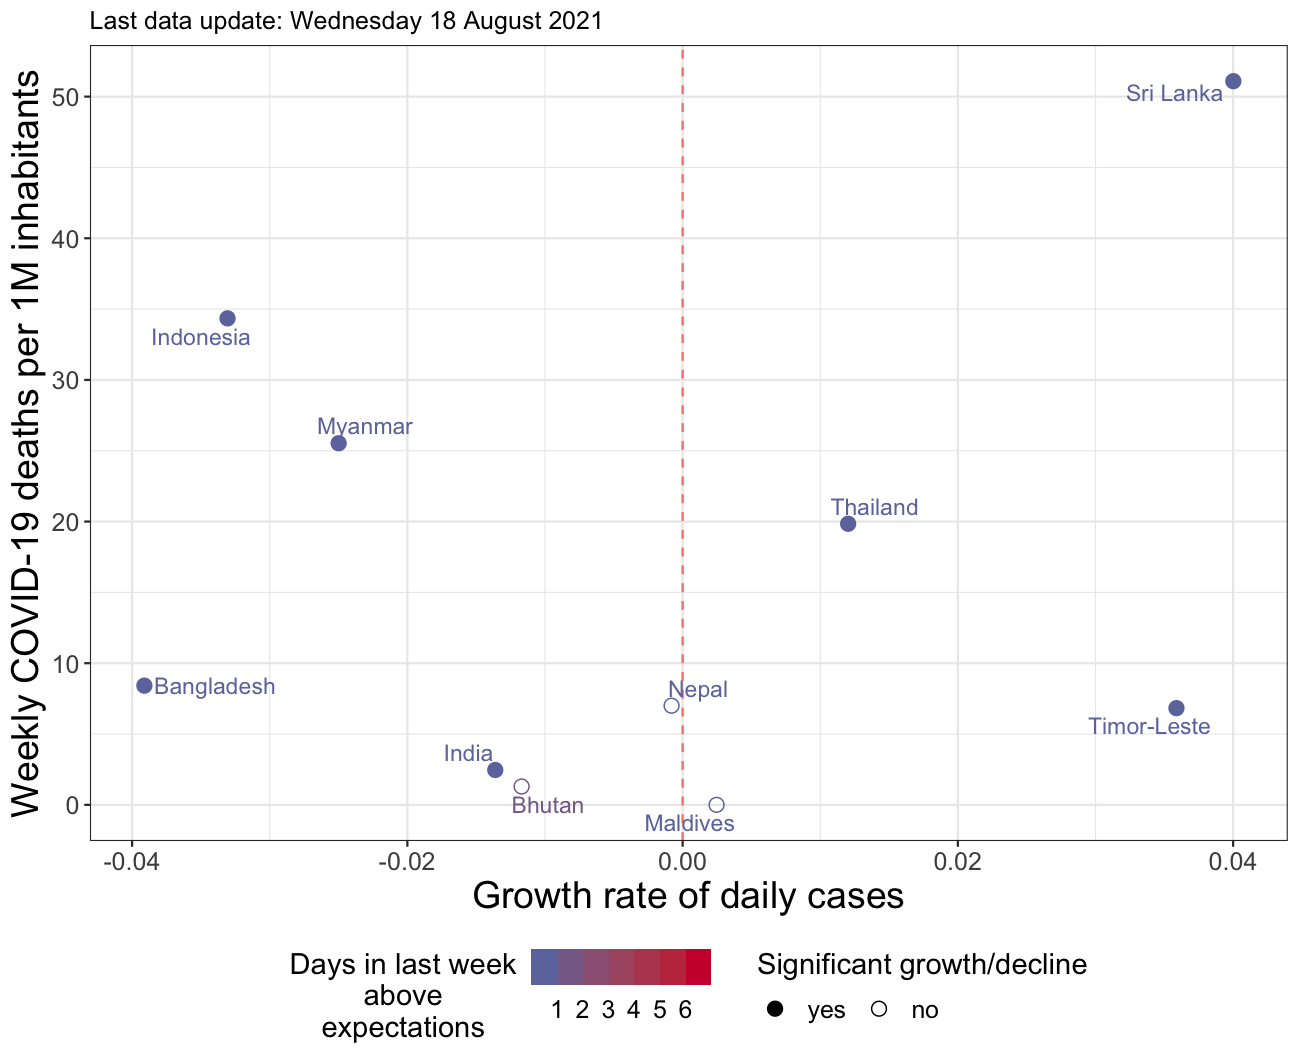 Last data update: Wednesday 18 August 2021
Weekly COVID-19 deaths per 1M inhabitants
50
40
30
20
10
0
Sri Lanka
Indonesia
Myanmar
Thailand
Bangladesh
Nepal
Timor-Leste
India
Bhutan
Maldives
-0.04
-0.02
0.00
0.02
0.04
Growth rate of daily cases
Days in last week
above
expectations
1 2 3 4 5 6
Significant growth/decline
yes no